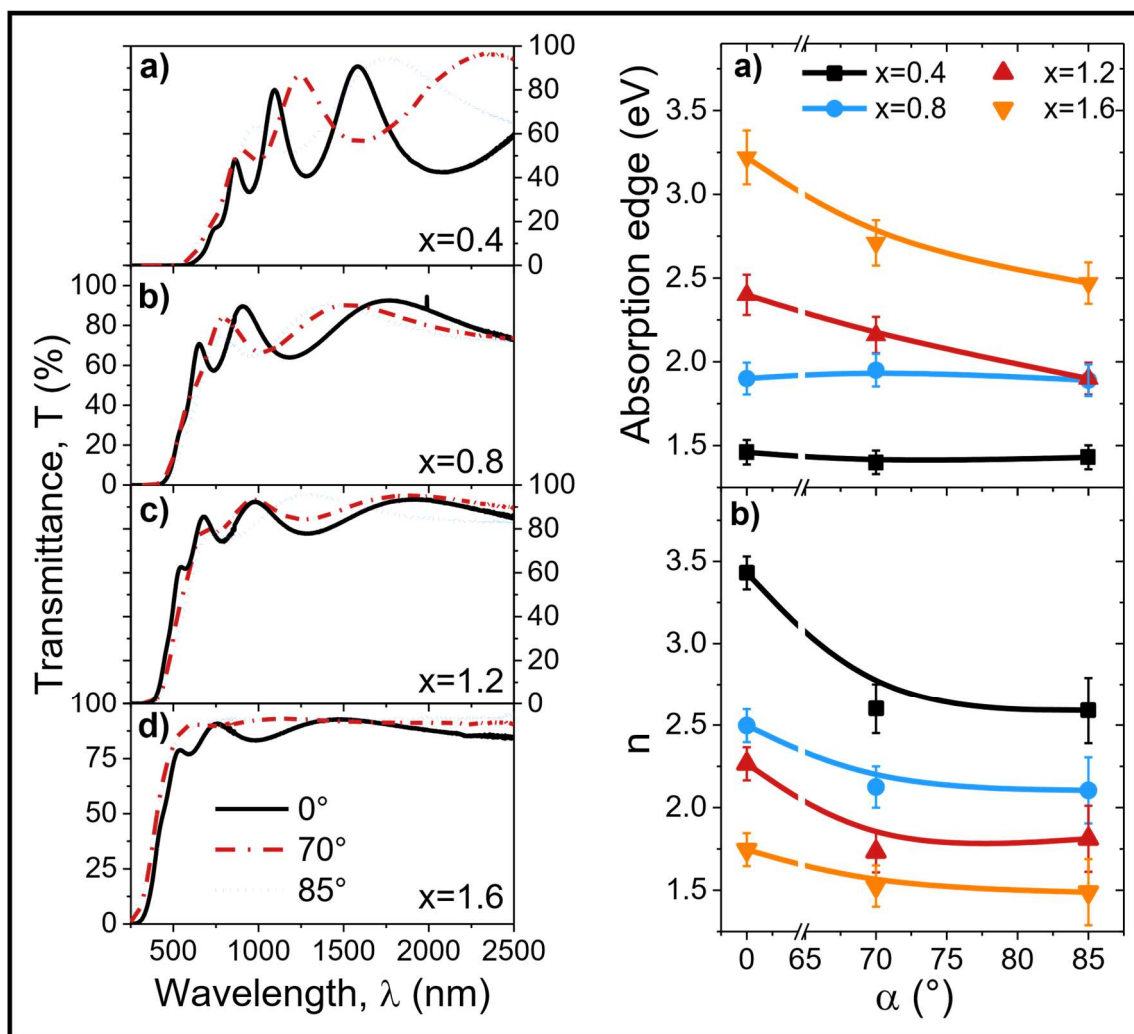 a)
100
80
60
40
20
0
x=0.4
b)
100
80
60
40
20
0
x=0.8
c)
100
80
60
40
20
0
x=1.2
d)
100
75
50
25
0
0°
70°
85°
x=1.6
500 1000 1500 2000 2500
Wavelength, λ (nm)
Transmittance, T (%)
a)
x=0.4 x=1.2
x=0.8 x=1.6
3.5
3.0
2.5
2.0
1.5
Absorption edge (eV)
b)
3.5
3.0
2.5
2.0
1.5
n
0 65 70 75 80 85
α (°)